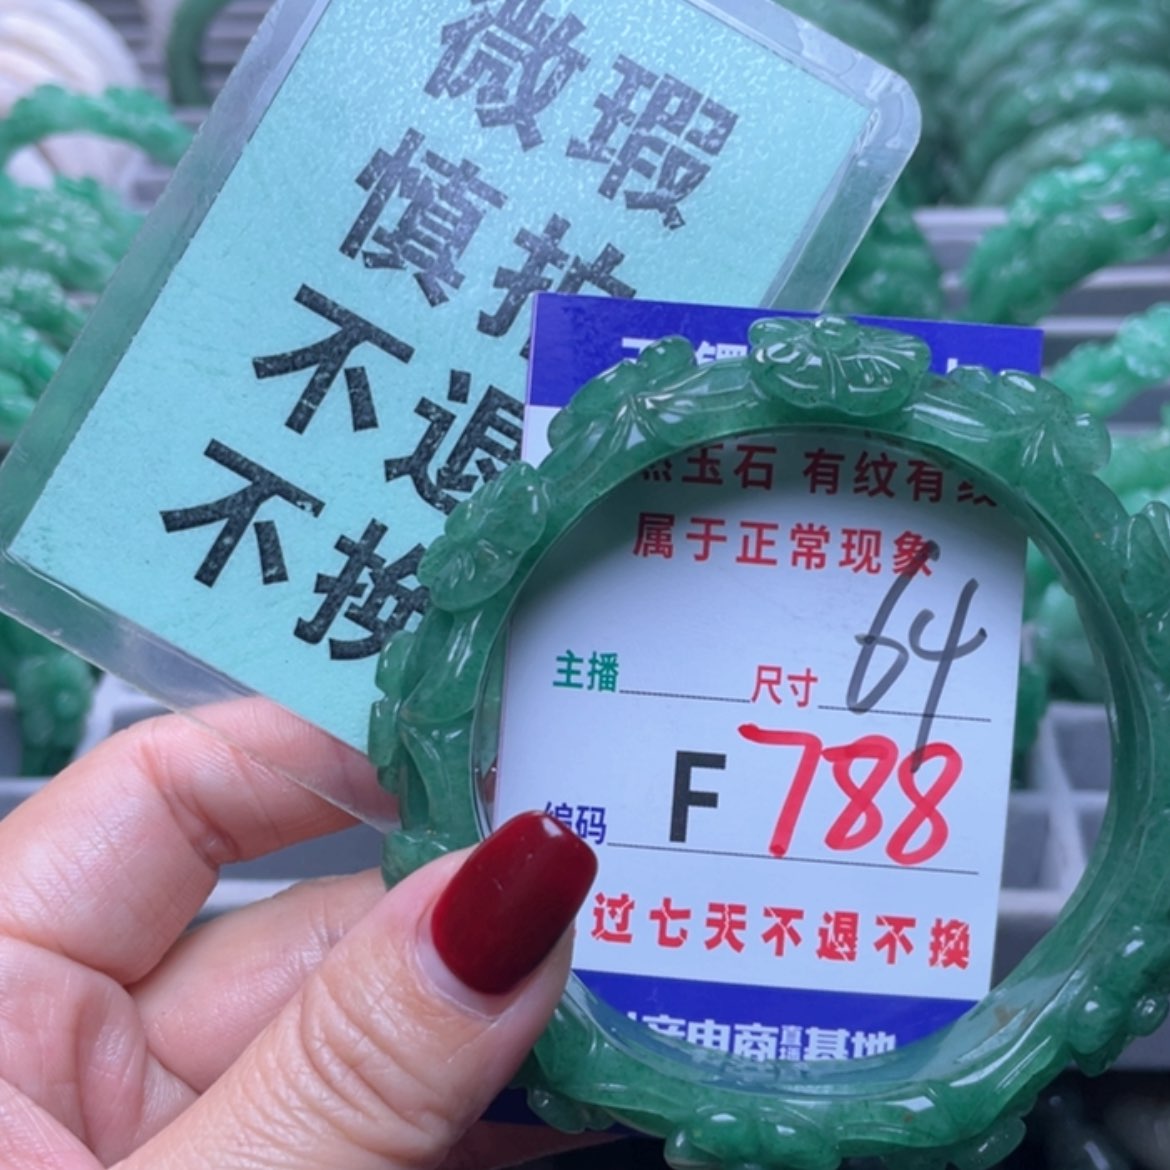 微瑕
慎拍
不退
不换
玉石 有纹有
属于正常现象
主播 尺寸 64
编码 F 788
过七天不退不换
电商直播基地